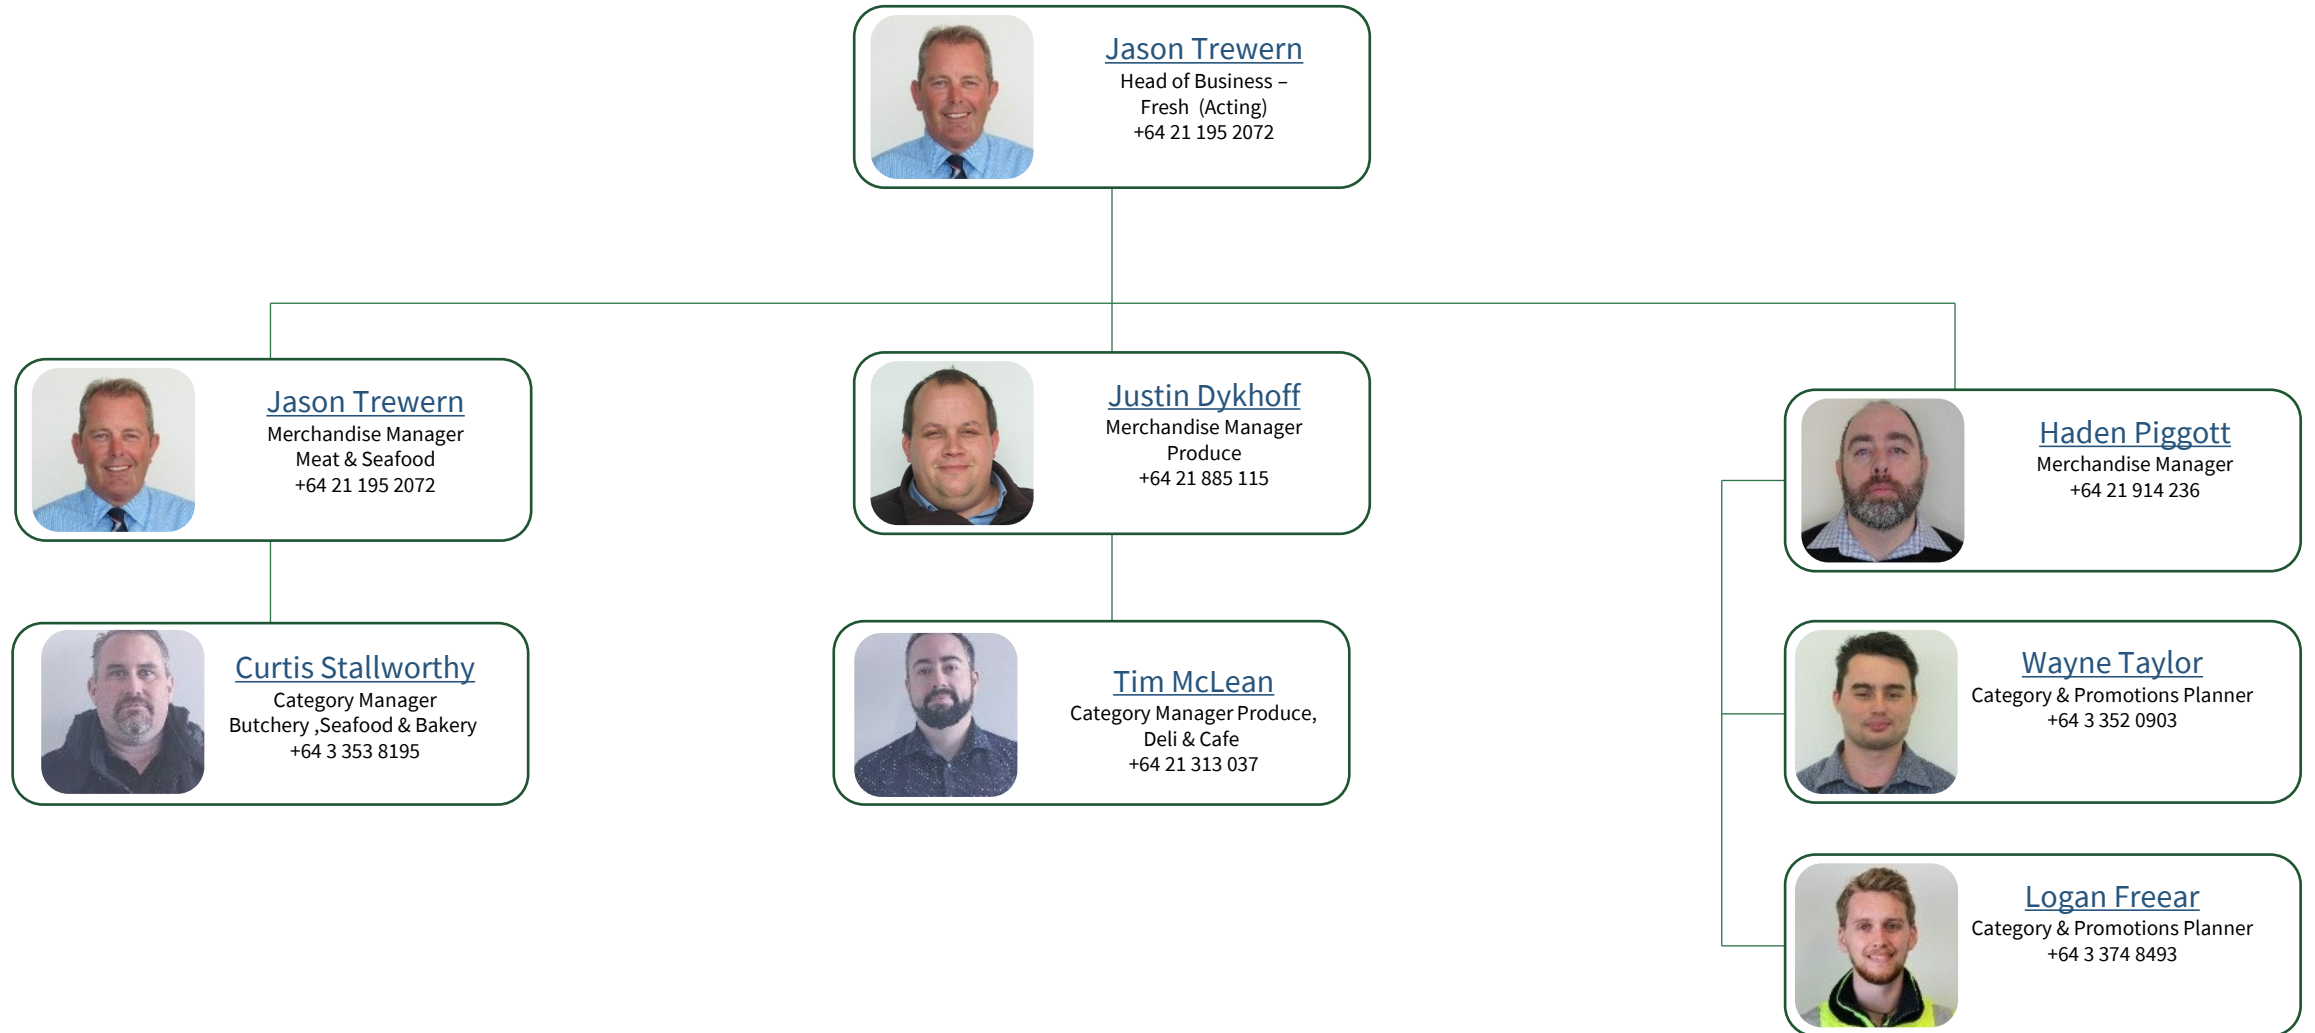 Jason Trewern
Head of Business –
Fresh  (Acting)
+64 21 195 2072
Jason Trewern
Merchandise Manager
Meat & Seafood
+64 21 195 2072
Justin Dykhoff
Merchandise Manager
Produce
+64 21 885 115
Haden Piggott
Merchandise Manager
+64 21 914 236
Curtis Stallworthy
Category Manager
Butchery ,Seafood & Bakery
+64 3 353 8195
Tim McLean
Category Manager Produce,
Deli & Cafe
+64 21 313 037
Wayne Taylor
Category & Promotions Planner
+64 3 352 0903
Logan Freear
Category & Promotions Planner
+64 3 374 8493